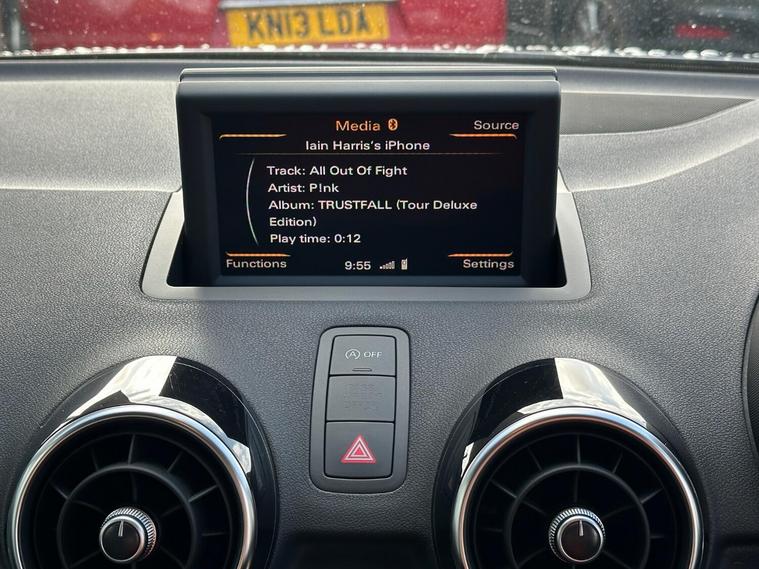 KN13 LDA
Media
Source
Iain Harris's iPhone
Track: All Out Of Fight
Artist: P!nk
Album: TRUSTFALL (Tour Deluxe
Edition)
Play time: 0:12
Functions
9:55
Settings
A OFF